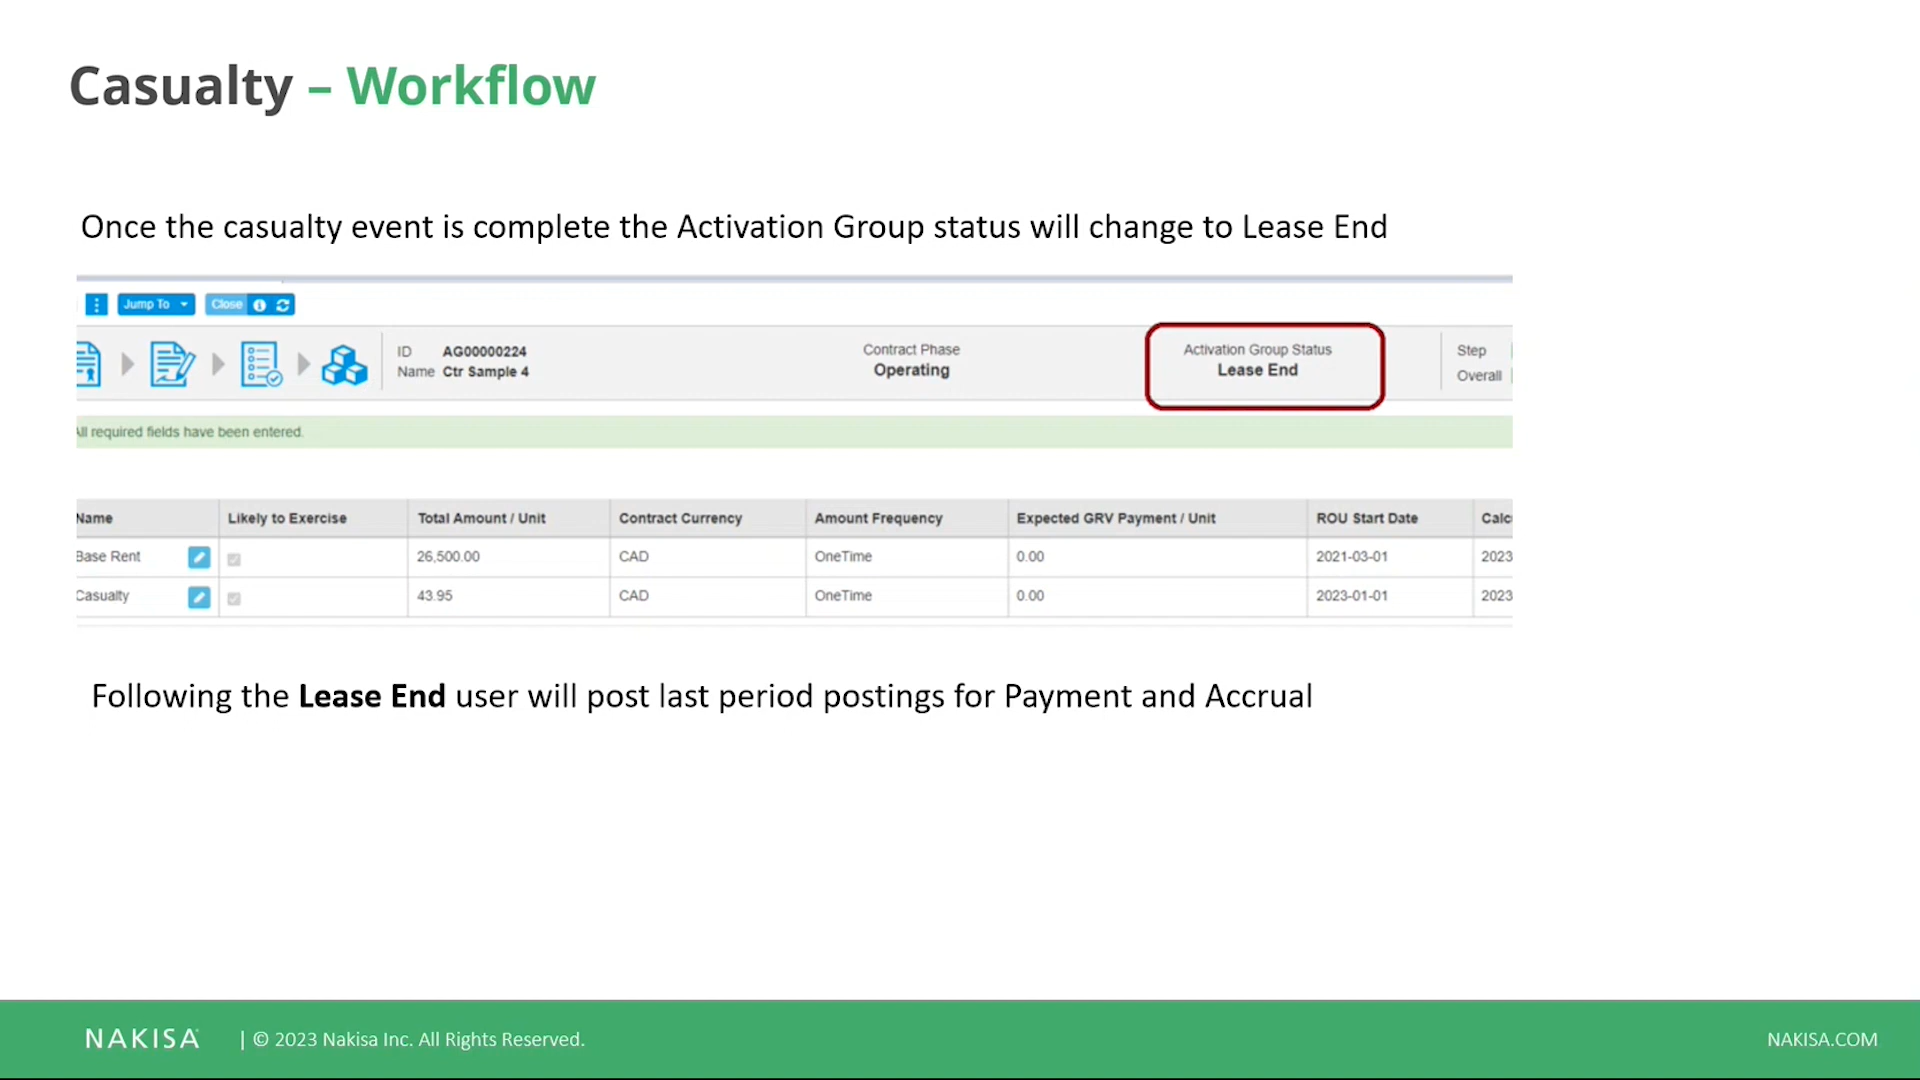 Casualty – Workflow
Once the casualty event is complete the Activation Group status will change to Lease End
Jump To Close
ID AG00000224
Name Ctr Sample 4
Contract Phase
Operating
Activation Group Status
Lease End
Step
Overall
All required fields have been entered.
Name Likely to Exercise Total Amount / Unit Contract Currency Amount Frequency Expected GRV Payment / Unit ROU Start Date Calc
Base Rent 26,500.00 CAD OneTime 0.00 2021-03-01 2023
Casualty 43.95 CAD OneTime 0.00 2023-01-01 2023
Following the Lease End user will post last period postings for Payment and Accrual
NAKISA | © 2023 Nakisa Inc. All Rights Reserved.
NAKISA.COM